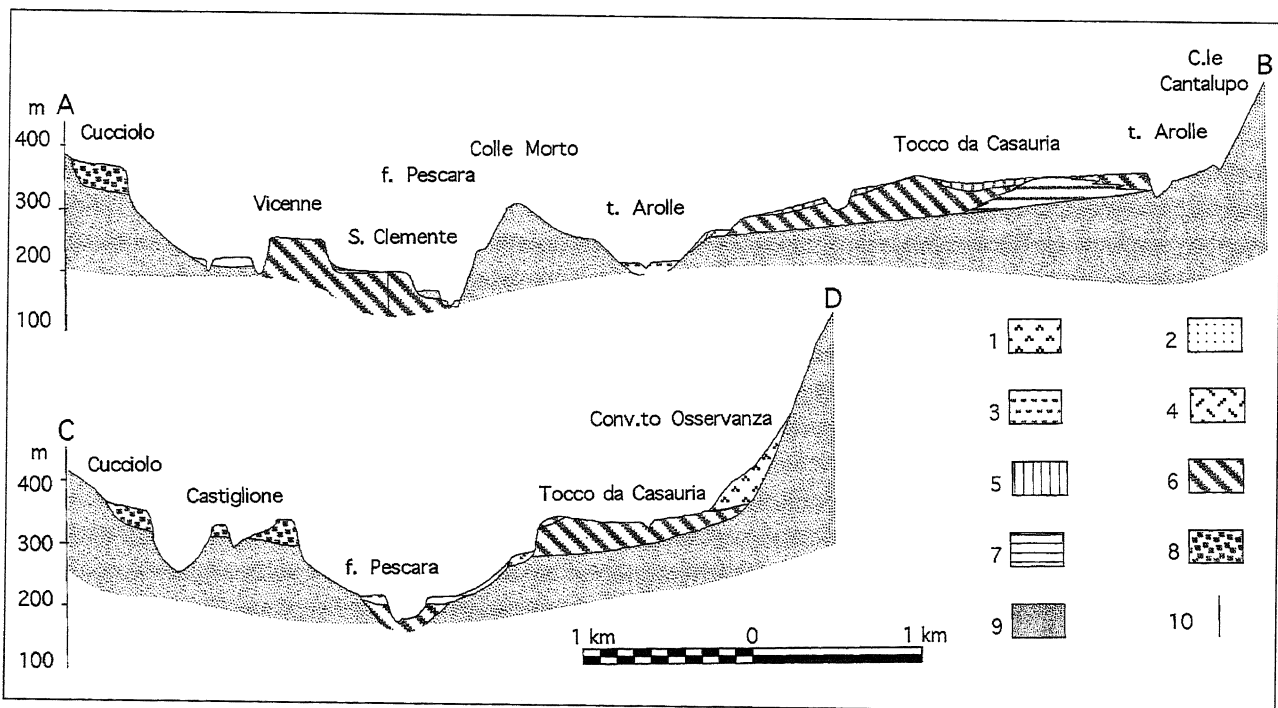 m A
Cucciolo
400
300
200
100
Vicenne
f. Pescara
S. Clemente
Colle Morto
t. Arolle
Tocco da Casauria
t. Arolle
C.le
Cantalupo
B
C
m
Cucciolo
400
300
200
100
Castiglione
f. Pescara
Tocco da Casauria
Conv.to Osservanza
D
1 km 0 1 km
1 2
3 4
5 6
7 8
9 10